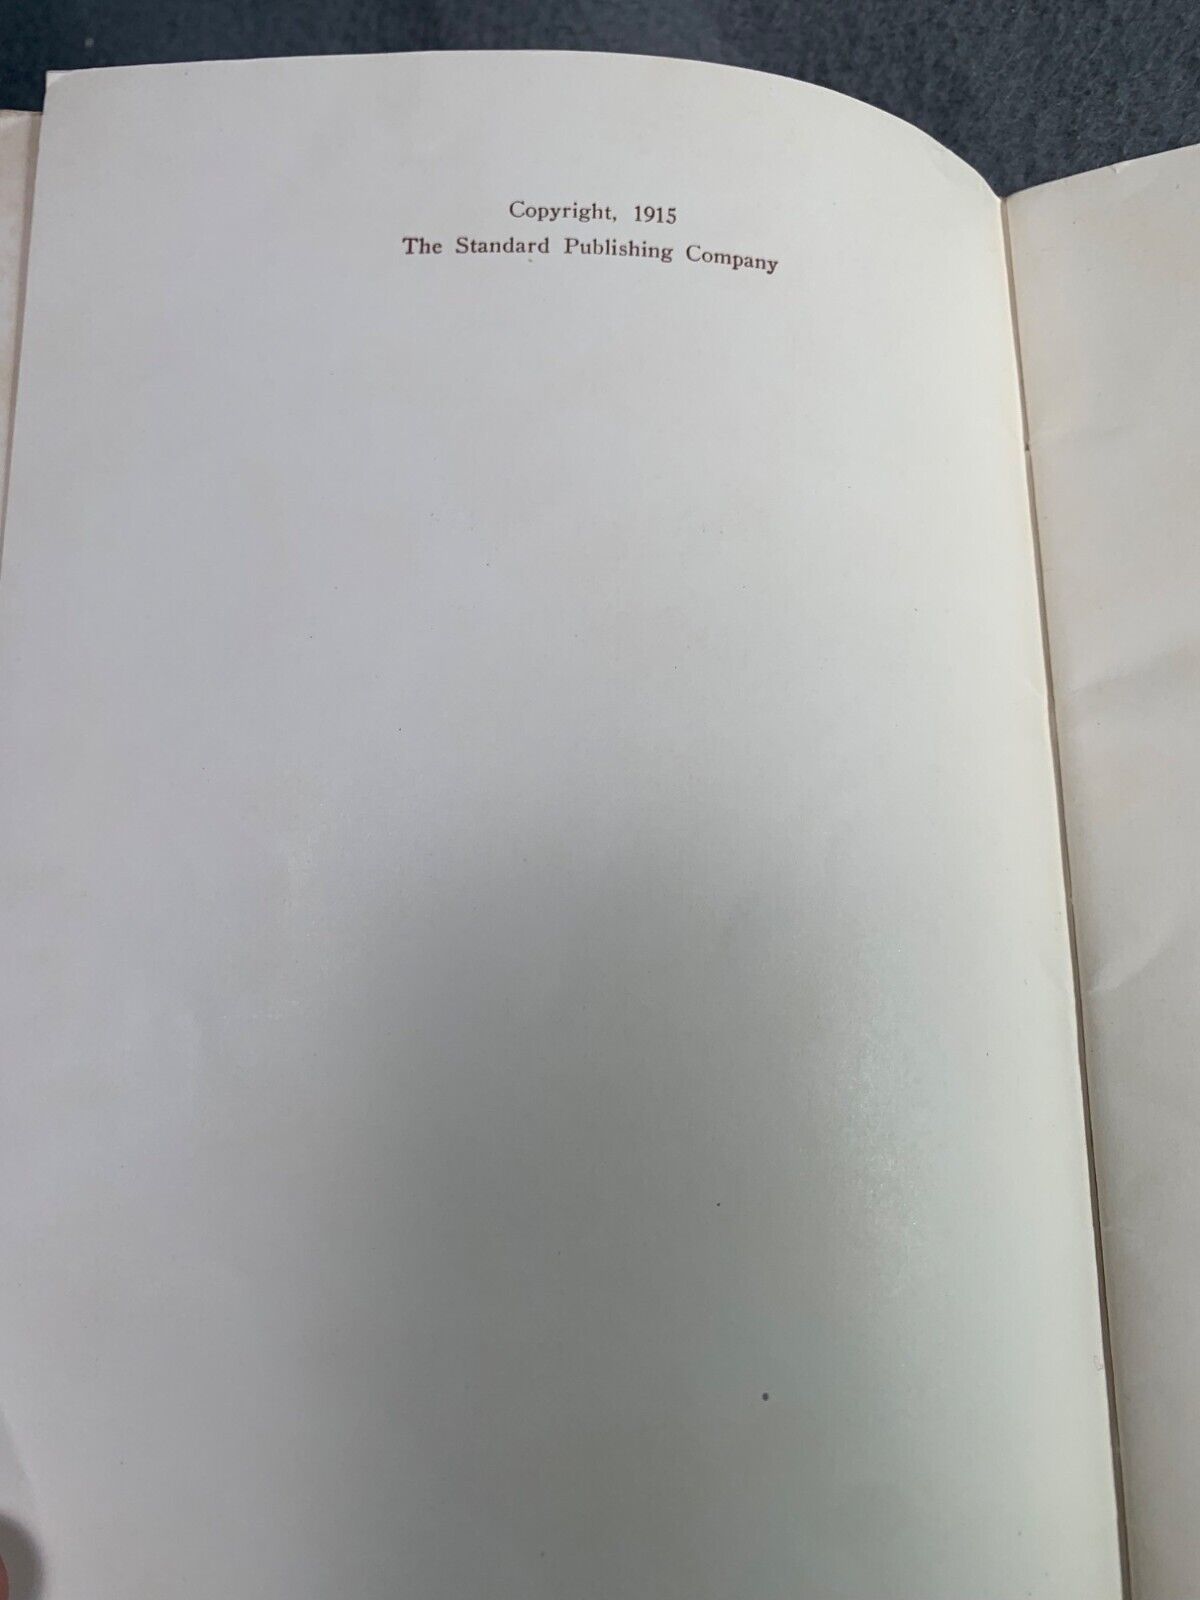 Copyright, 1915
The Standard Publishing Company